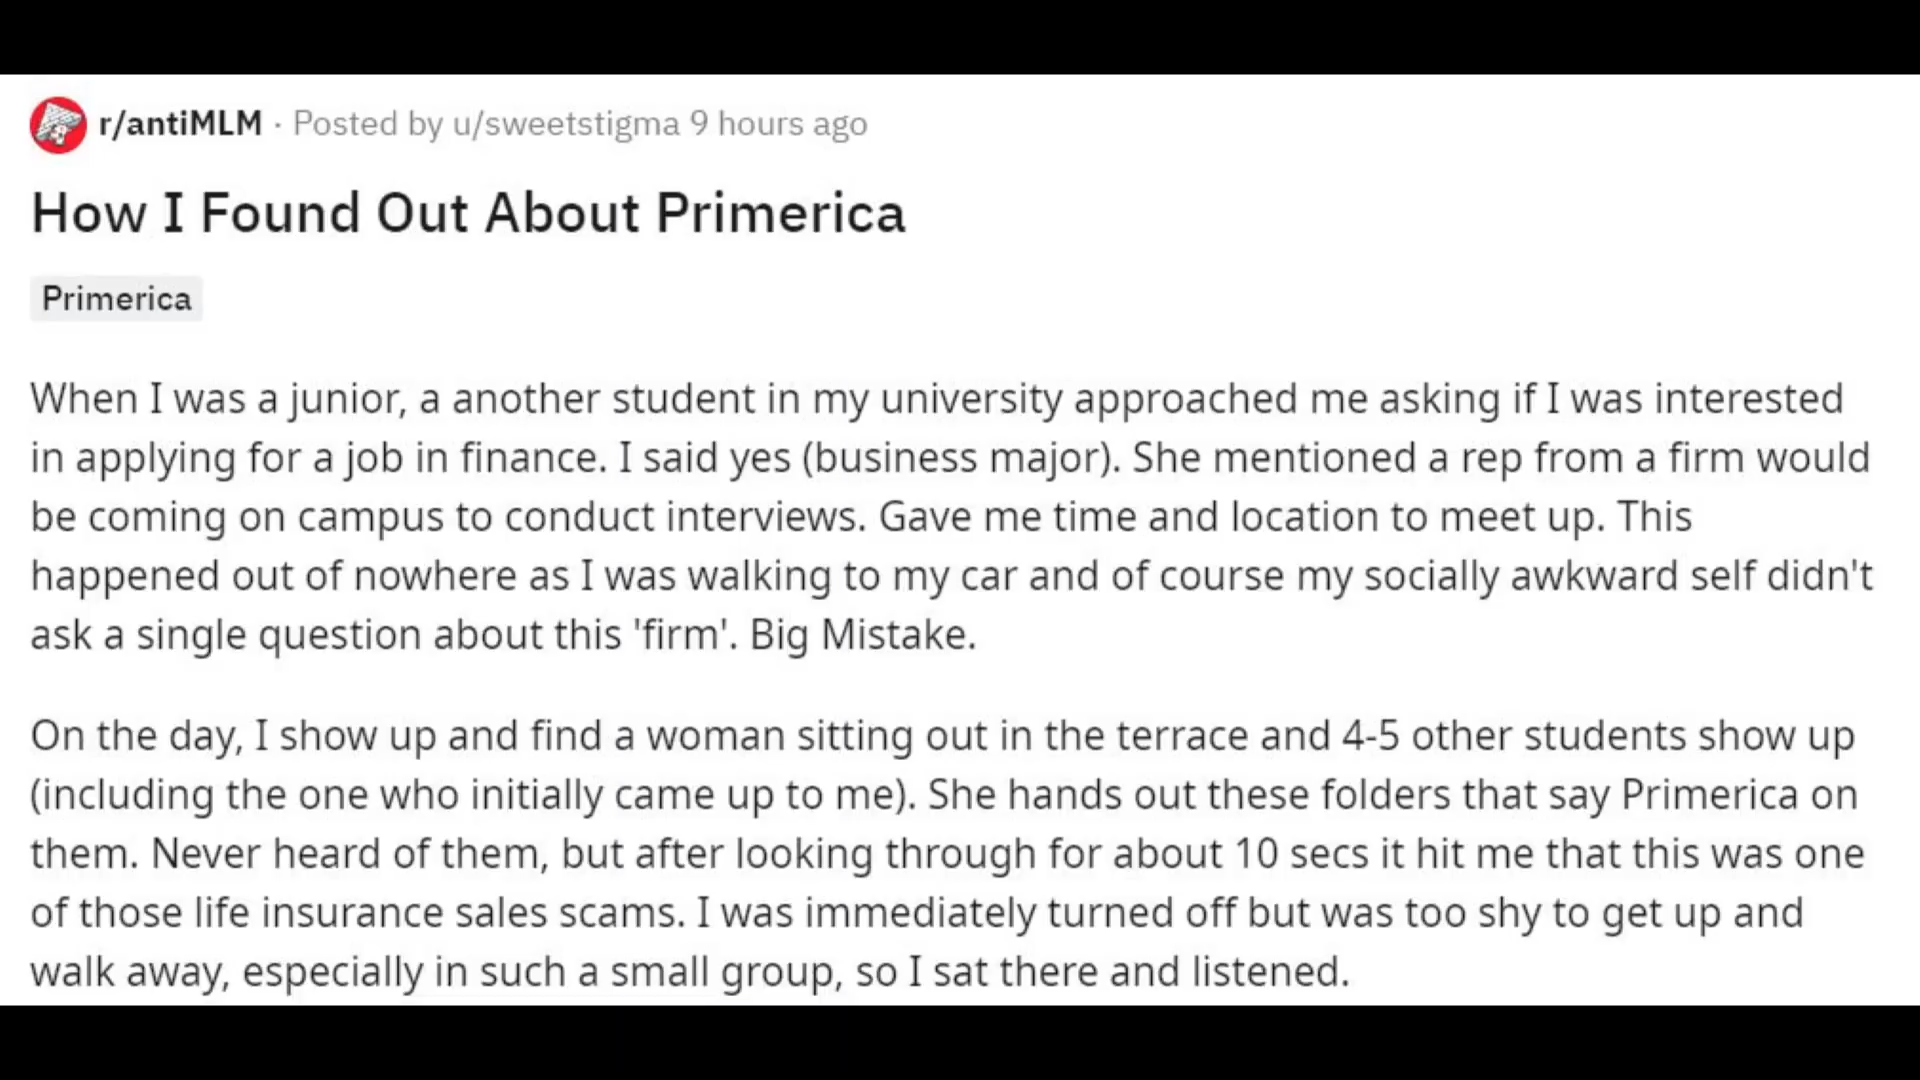 r/antiMLM · Posted by u/sweetstigma 9 hours ago
How I Found Out About Primerica
Primerica
When I was a junior, a another student in my university approached me asking if I was interested
in applying for a job in finance. I said yes (business major). She mentioned a rep from a firm would
be coming on campus to conduct interviews. Gave me time and location to meet up. This
happened out of nowhere as I was walking to my car and of course my socially awkward self didn't
ask a single question about this 'firm'. Big Mistake.
On the day, I show up and find a woman sitting out in the terrace and 4-5 other students show up
(including the one who initially came up to me). She hands out these folders that say Primerica on
them. Never heard of them, but after looking through for about 10 secs it hit me that this was one
of those life insurance sales scams. I was immediately turned off but was too shy to get up and
walk away, especially in such a small group, so I sat there and listened.